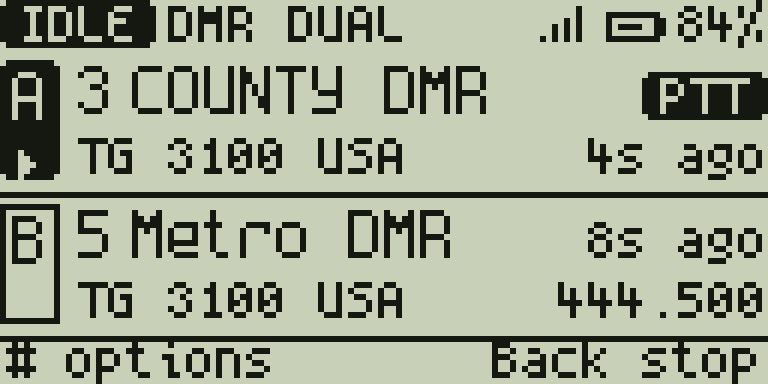 IDLE DMR DUAL 84%
A 3 COUNTY DMR PTT
TG 3100 USA 4s ago
B 5 Metro DMR 8s ago
TG 3100 USA 444.500
# options Back stop